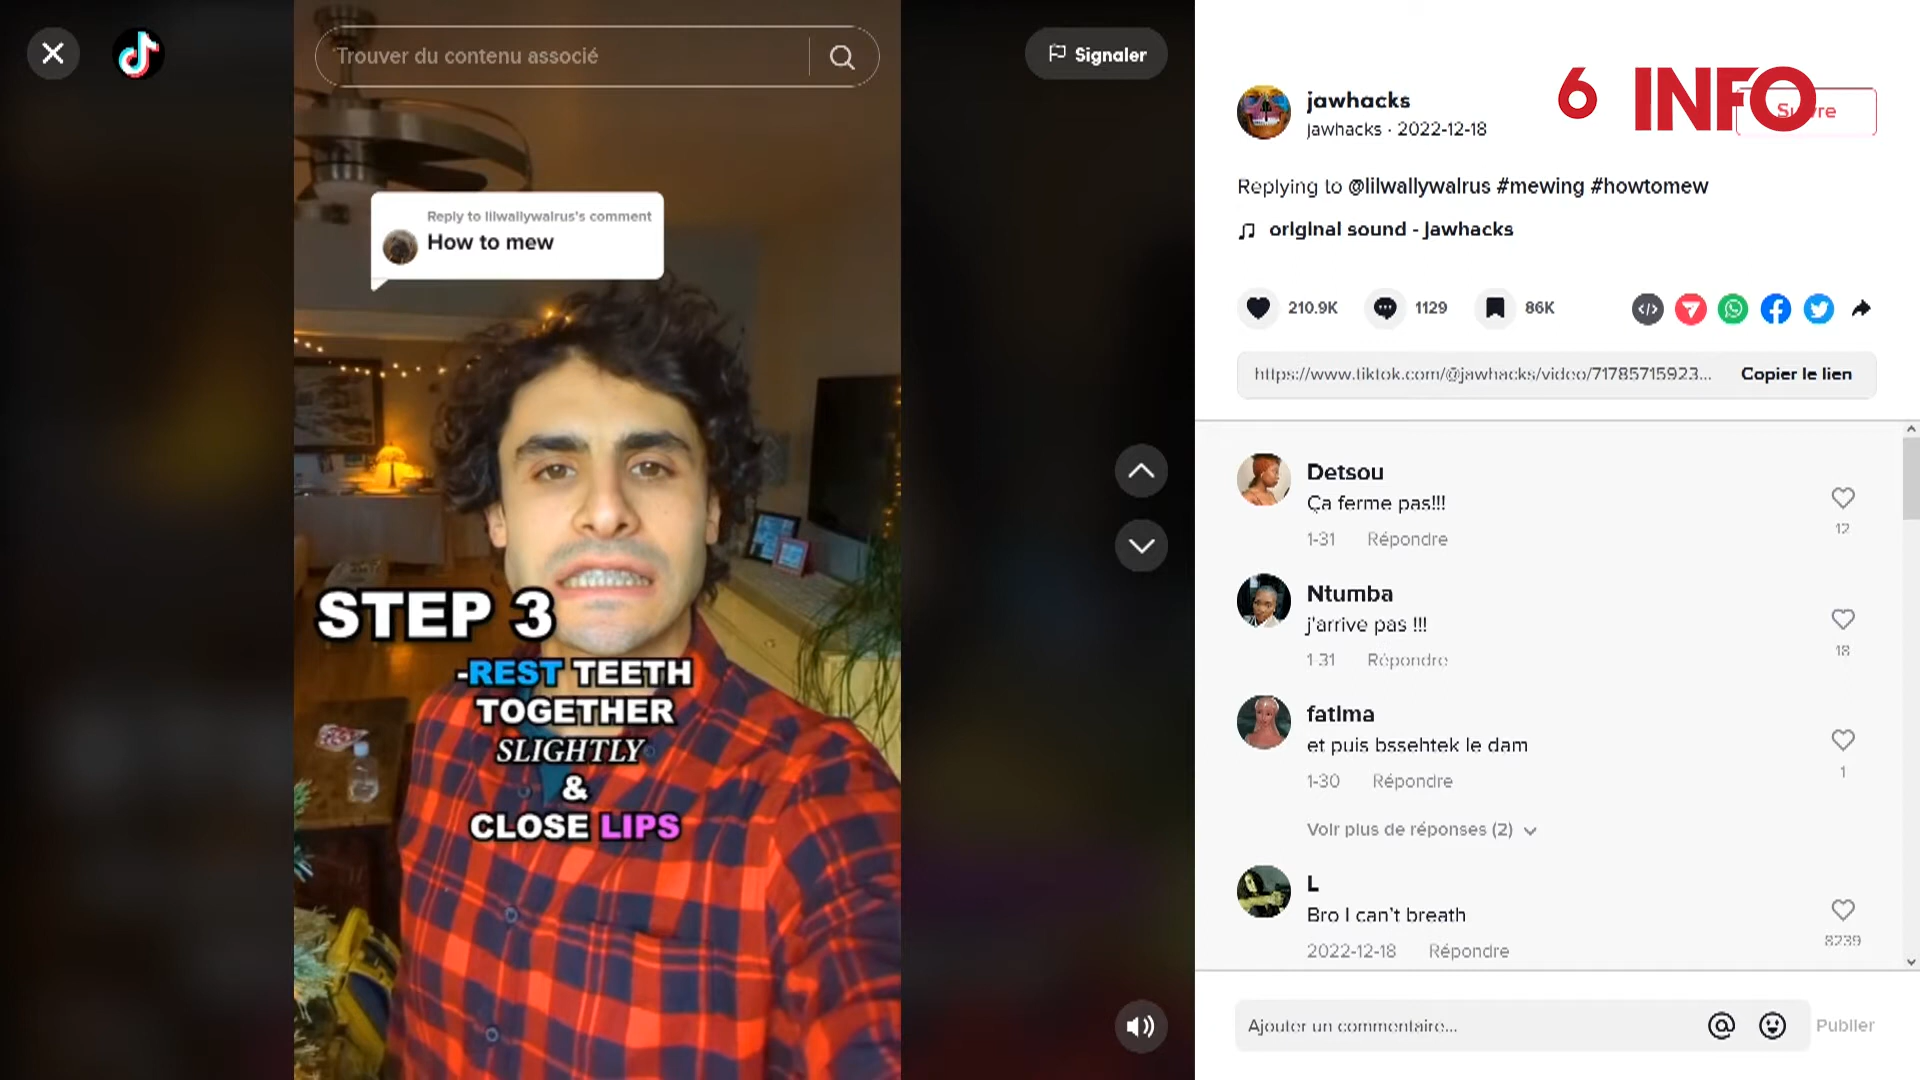 Trouver du contenu associé
Signaler
Reply to lilwallywalrus's comment
How to mew
STEP 3
-REST TEETH
TOGETHER
SLIGHTLY
&
CLOSE LIPS
jawhacks
jawhacks · 2022-12-18
6 INFO
Replying to @lilwallywalrus #mewing #howtomew
original sound - jawhacks
210.9K
1129
86K
https://www.tiktok.com/@jawhacks/video/71785715923...
Copier le lien
Detsou
Ça ferme pas!!!
1-31 Répondre
12
Ntumba
j'arrive pas !!!
1-31 Répondre
18
fatima
et puis bssehtek le dam
1-30 Répondre
1
Voir plus de réponses (2)
L
Bro I can't breath
2022-12-18 Répondre
8239
Ajouter un commentaire...
Publier